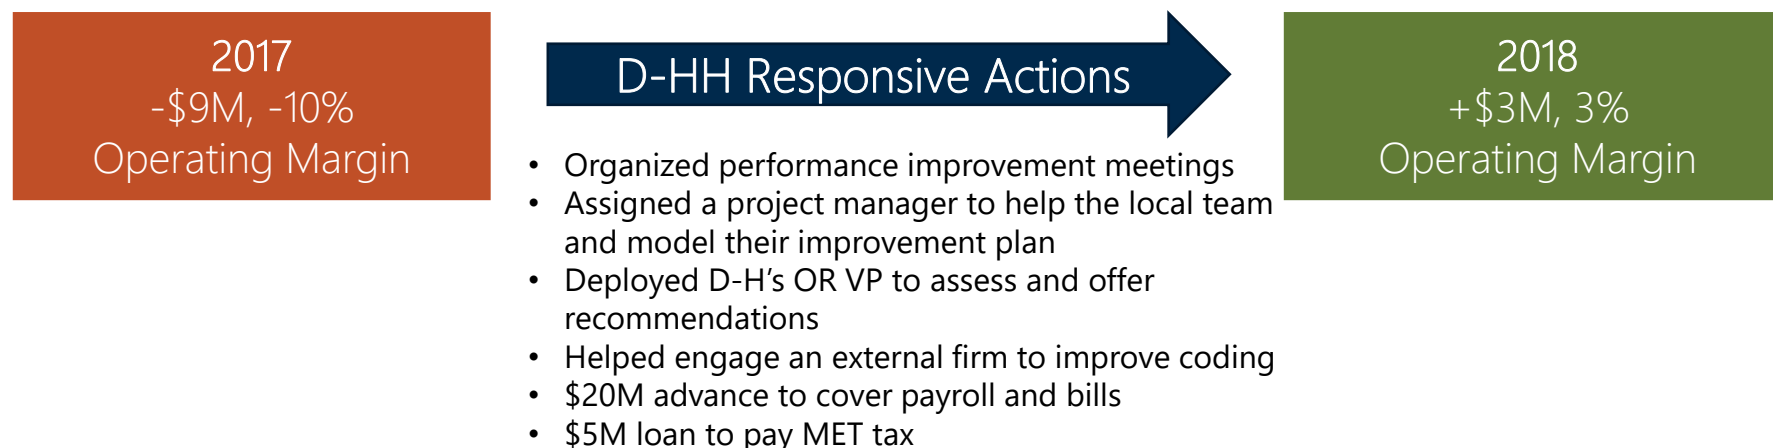 2017
-$9M, -10%
Operating Margin
D-HH Responsive Actions
• Organized performance improvement meetings
• Assigned a project manager to help the local team
and model their improvement plan
• Deployed D-H’s OR VP to assess and offer
recommendations
• Helped engage an external firm to improve coding
• $20M advance to cover payroll and bills
• $5M loan to pay MET tax
2018
+$3M, 3%
Operating Margin